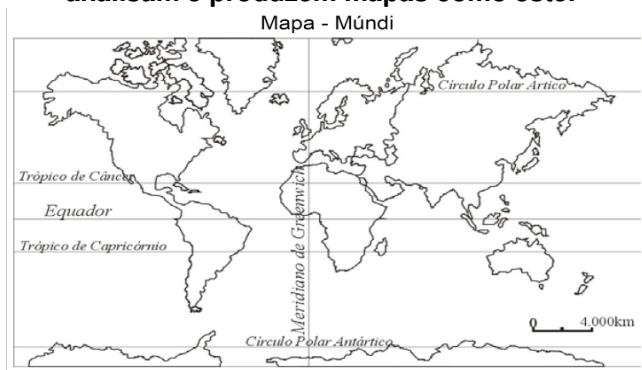 analisam e produzem mapas como este.
Mapa - Múndi
Círculo Polar Ártico
Trópico de Câncer
Equador
Meridiano de Greenwich
Trópico de Capricórnio
0 4.000km
Círculo Polar Antártico